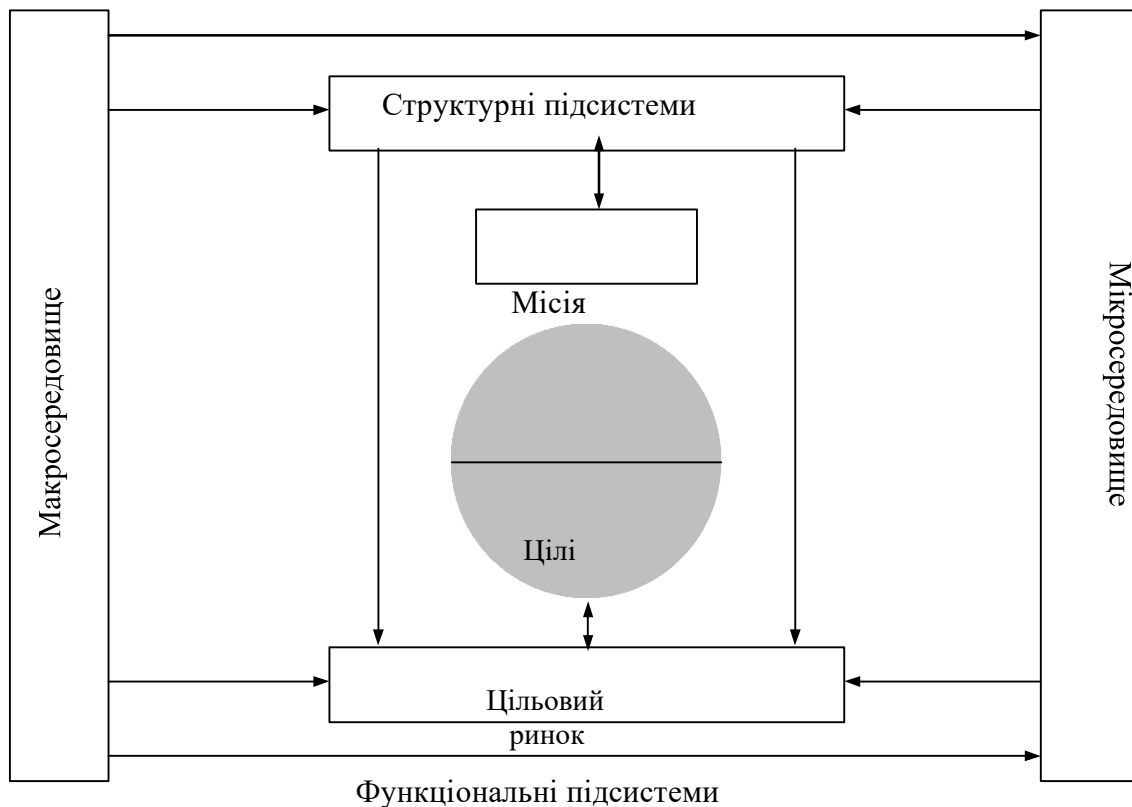 Структурні підсистеми
Макросередовище
Мікросередовище
Місія
Цілі
Цільовий
ринок
Функціональні підсистеми